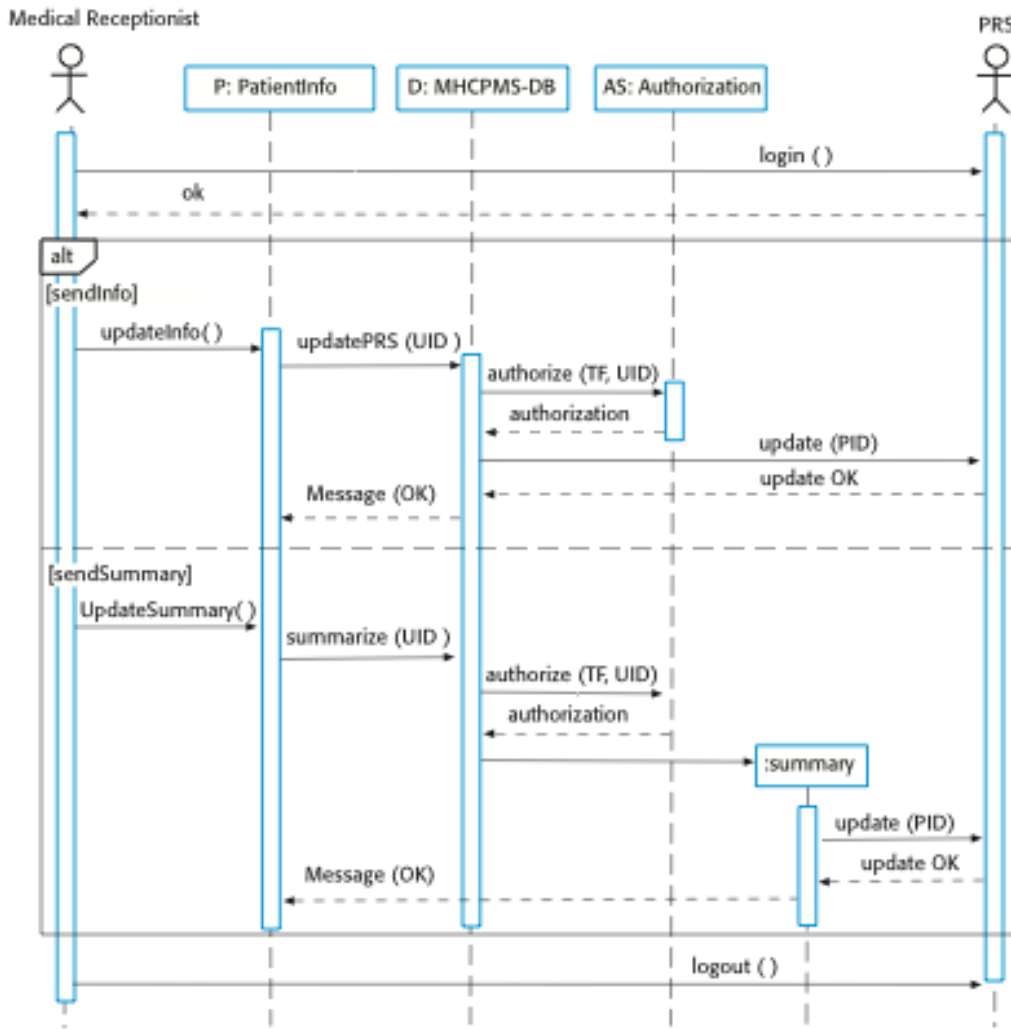 Medical Receptionist
PRS
P: PatientInfo
D: MHCPMS-DB
AS: Authorization
login ( )
ok
alt
[sendInfo]
updateInfo( )
updatePRS (UID )
authorize (TF, UID)
authorization
update (PID)
update OK
Message (OK)
[sendSummary]
UpdateSummary( )
summarize (UID )
authorize (TF, UID)
authorization
:summary
update (PID)
update OK
Message (OK)
logout ( )